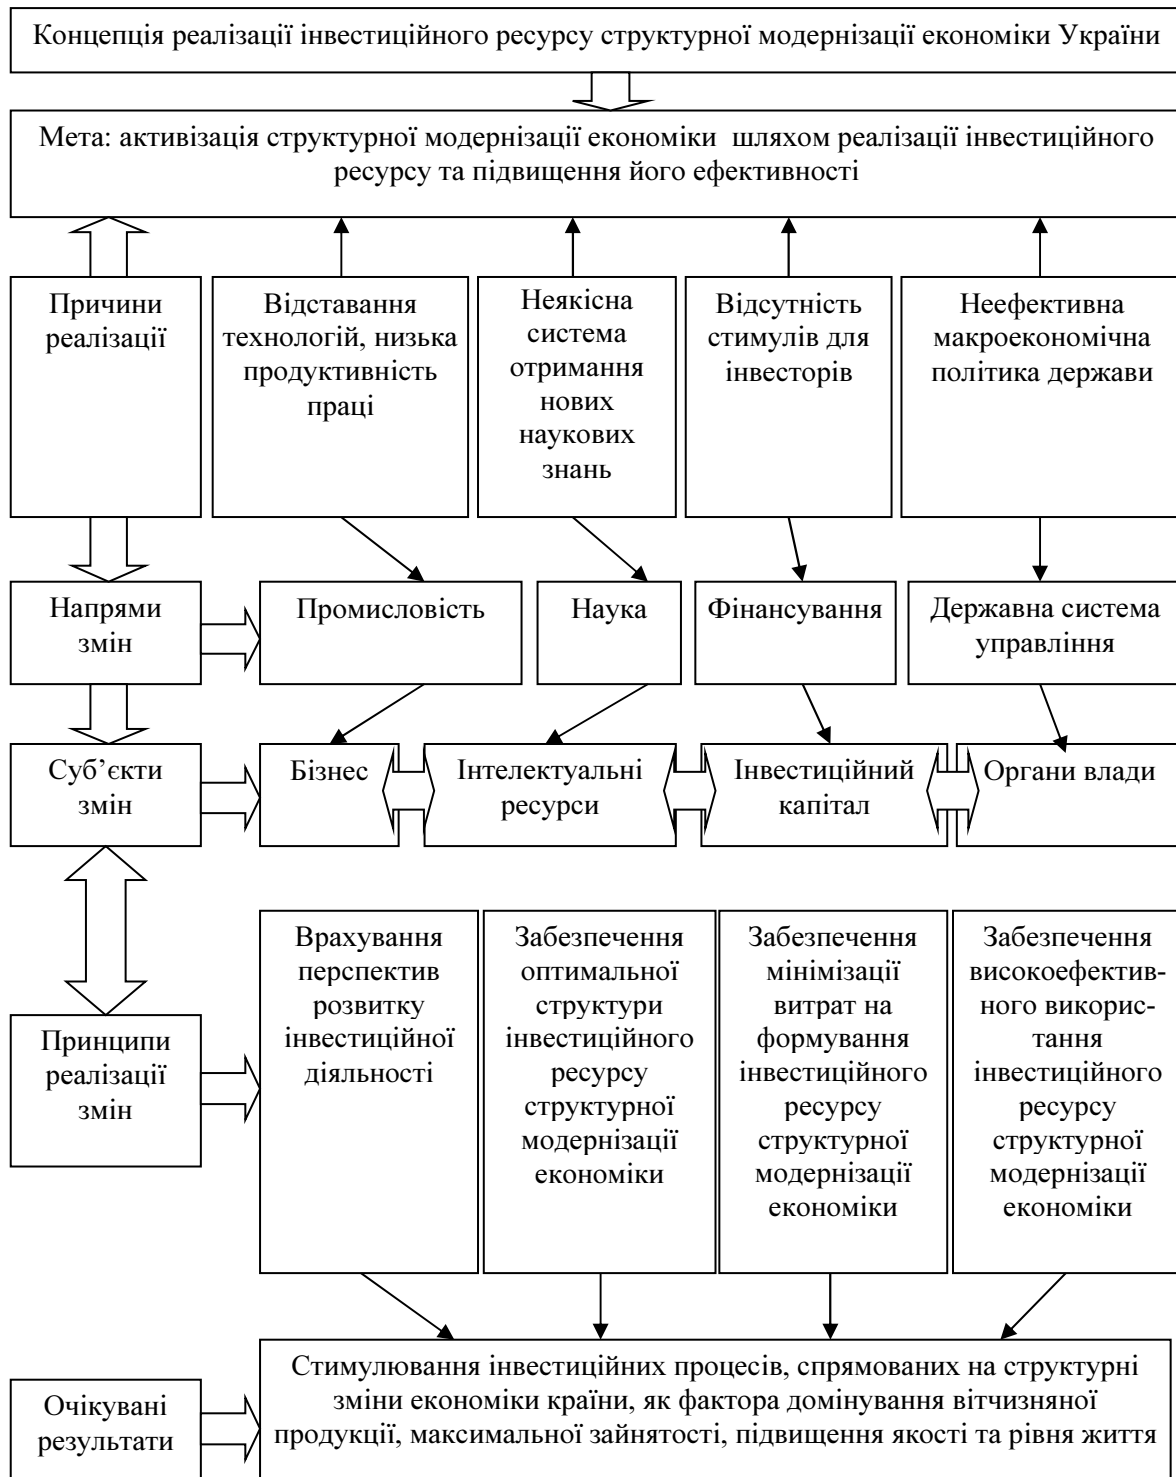 Концепція реалізації інвестиційного ресурсу структурної модернізації економіки України
Мета: активізація структурної модернізації економіки шляхом реалізації інвестиційного
ресурсу та підвищення його ефективності
Причини
реалізації
Відставання
технологій, низька
продуктивність
праці
Неякісна
система
отримання
нових
наукових
знань
Відсутність
стимулів для
інвесторів
Неефективна
макроекономічна
політика держави
Напрями
змін
Промисловість
Наука
Фінансування
Державна система
управління
Суб’єкти
змін
Бізнес
Інтелектуальні
ресурси
Інвестиційний
капітал
Органи влади
Принципи
реалізації
змін
Врахування
перспектив
розвитку
інвестиційної
діяльності
Забезпечення
оптимальної
структури
інвестиційного
ресурсу
структурної
модернізації
економіки
Забезпечення
мінімізації
витрат на
формування
інвестиційного
ресурсу
структурної
модернізації
економіки
Забезпечення
високоефектив-
ного викорис-
тання
інвестиційного
ресурсу
структурної
модернізації
економіки
Очікувані
результати
Стимулювання інвестиційних процесів, спрямованих на структурні
зміни економіки країни, як фактора домінування вітчизняної
продукції, максимальної зайнятості, підвищення якості та рівня життя